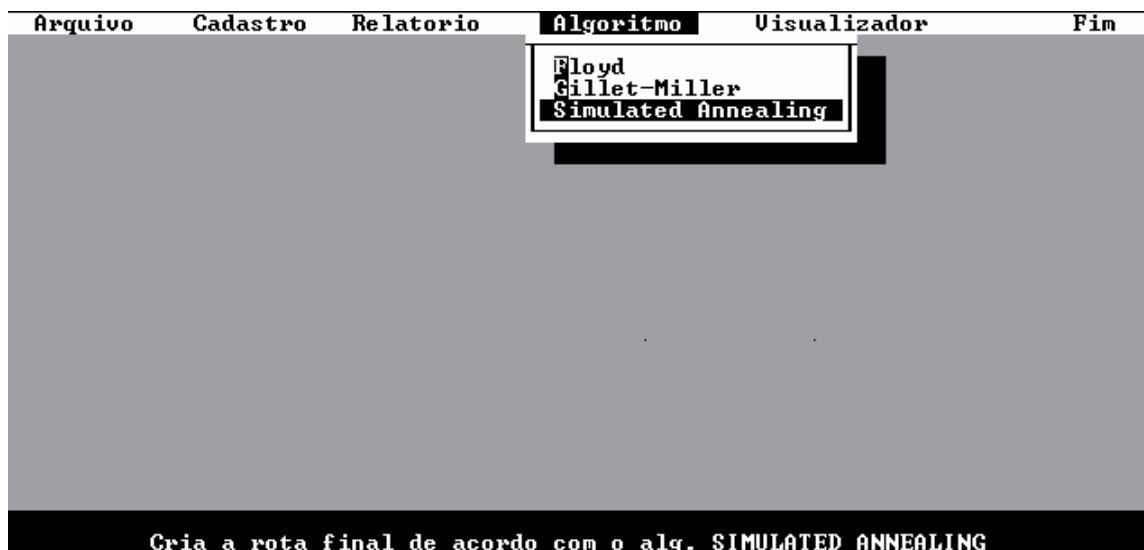 Arquivo Cadastro Relatorio Algoritmo Visualizador Fim
Floyd
Gillet-Miller
Simulated Annealing
Cria a rota final de acordo com o alg. SIMULATED ANNEALING